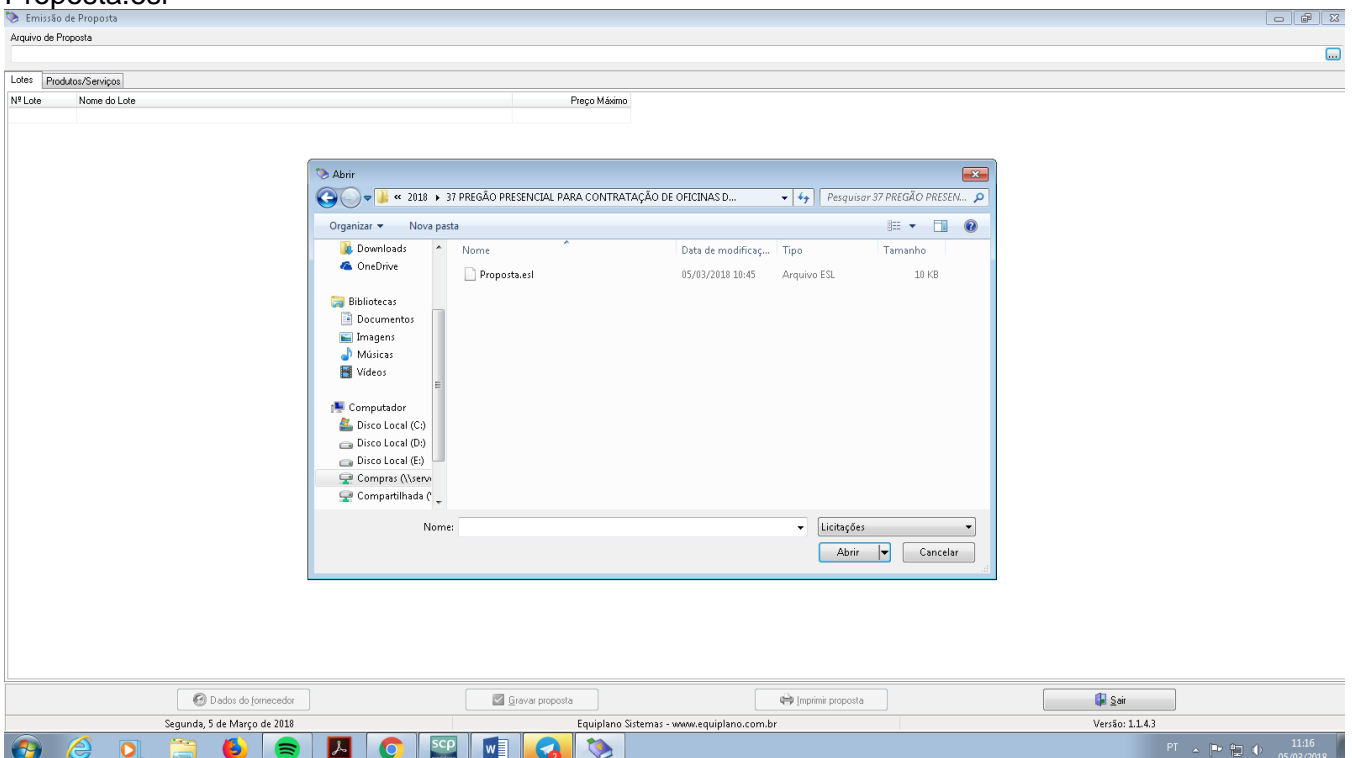 Proposta.esl
Emissão de Proposta
Arquivo de Proposta
Lotes Produtos/Serviços
Nº Lote Nome do Lote Preço Máximo
Abrir
« 2018 ▸ 37 PREGÃO PRESENCIAL PARA CONTRATAÇÃO DE OFICINAS D... Pesquisar 37 PREGÃO PRESEN...
Organizar Nova pasta
Downloads
OneDrive
Bibliotecas
Documentos
Imagens
Músicas
Vídeos
Computador
Disco Local (C:)
Disco Local (D:)
Disco Local (E:)
Compras (\\serv
Compartilhada (
Nome Data de modificaç... Tipo Tamanho
Proposta.esl 05/03/2018 10:45 Arquivo ESL 10 KB
Nome: Licitações
Abrir Cancelar
Dados do fornecedor Gravar proposta Imprimir proposta Sair
Segunda, 5 de Março de 2018 Equiplano Sistemas - www.equiplano.com.br Versão: 1.1.4.3
scp PT 11:16
05/03/2018